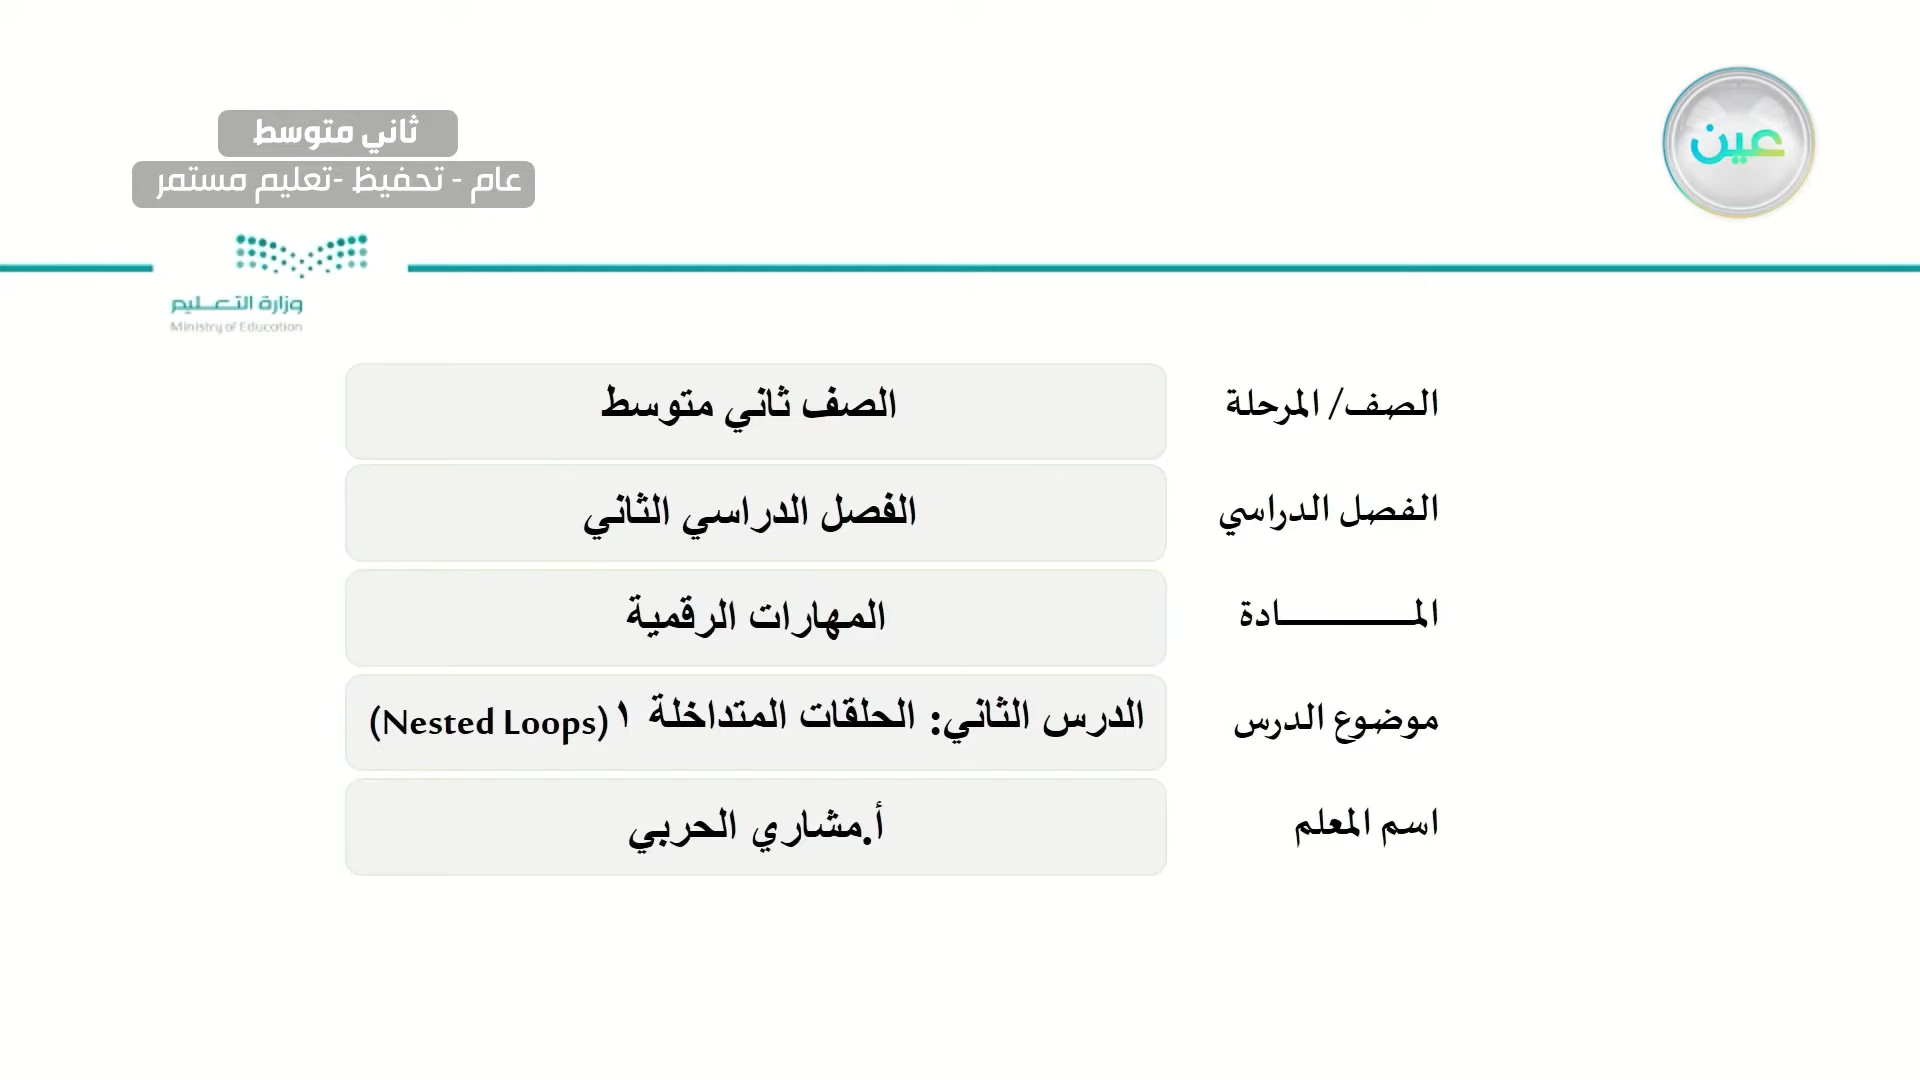 عين
ثاني متوسط
عام - تحفيظ -تعليم مستمر
وزارة التعليم
Ministry of Education
الصف/ المرحلة الصف ثاني متوسط
الفصل الدراسي الفصل الدراسي الثاني
المــــــــــــادة المهارات الرقمية
موضوع الدرس الدرس الثاني: الحلقات المتداخلة ١ (Nested Loops)
اسم المعلم أ.مشاري الحربي